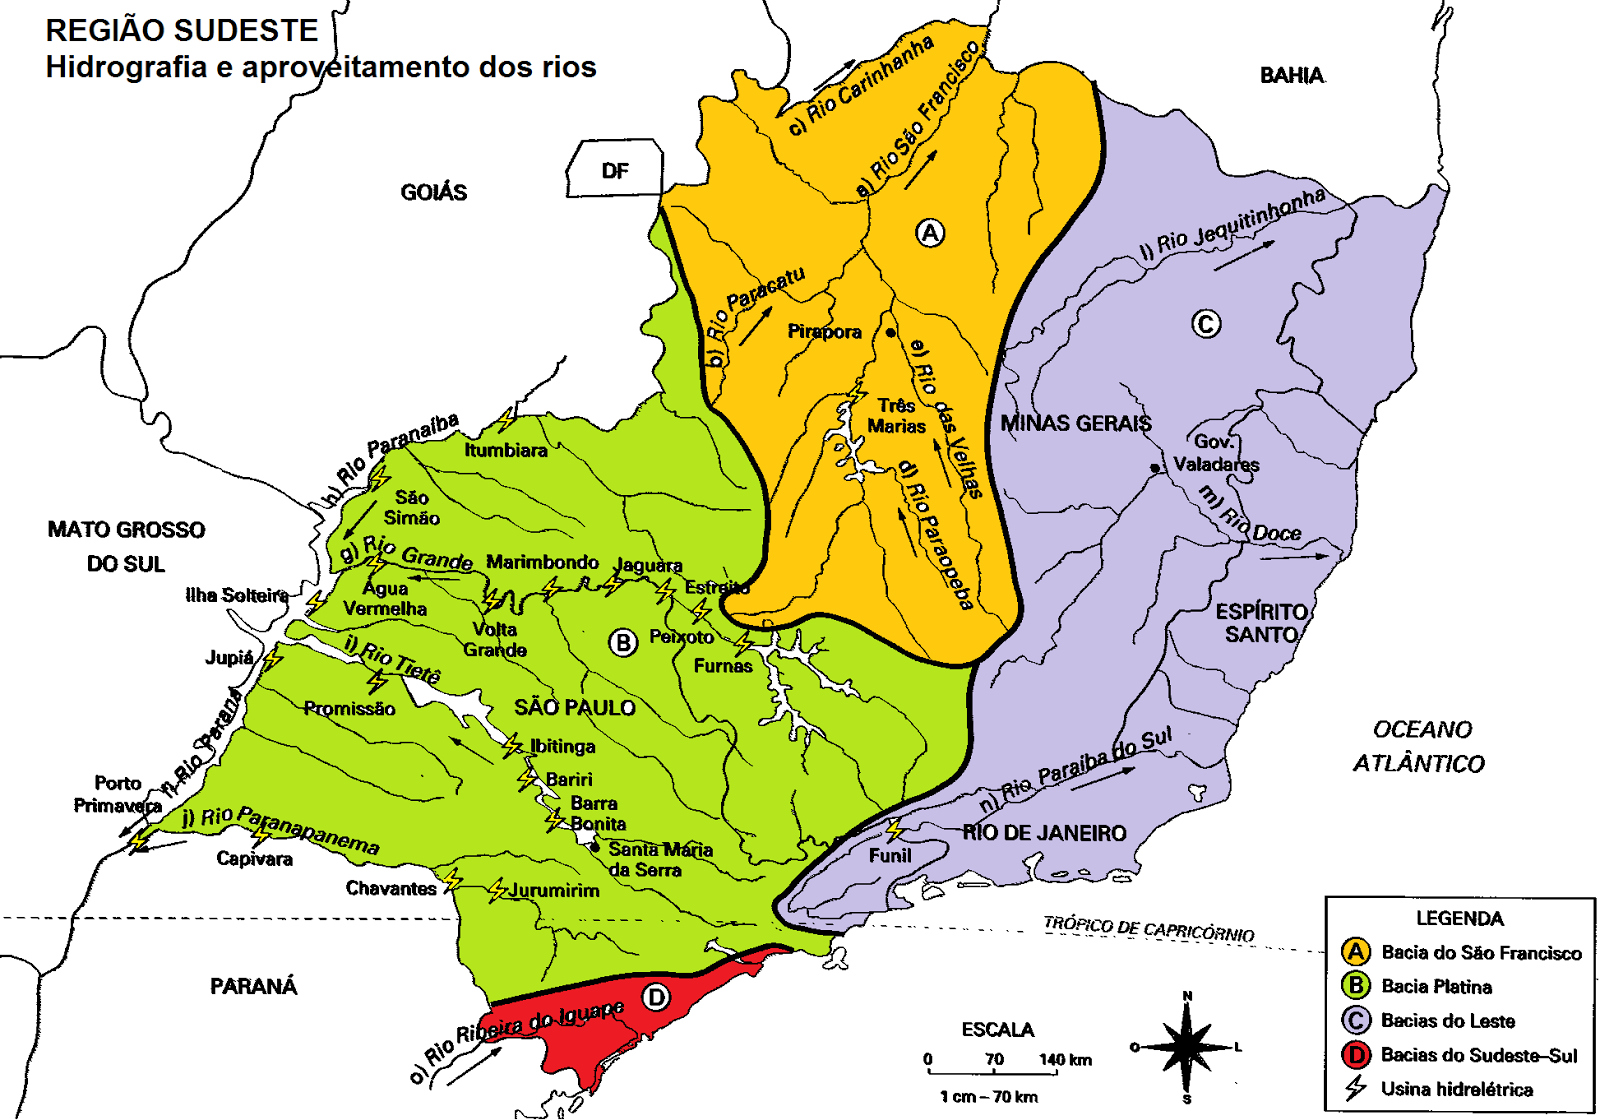 REGIÃO SUDESTE
Hidrografia e aproveitamento dos rios
BAHIA
GOIÁS
DF
c) Rio Carinhanha
a) Rio São Francisco
A
l) Rio Jequitinhonha
b) Rio Paracatu
Pirapora
C
e) Rio das Velhas
Três
Marias
MINAS GERAIS
Gov.
Valadares
h) Rio Paranaíba
Itumbiara
São
Simão
d) Rio Paraopeba
m) Rio Doce
MATO GROSSO
DO SUL
g) Rio Grande
Marimbondo
Jaguara
Estreito
Ilha Solteira
Água
Vermelha
Volta
Grande
B
Peixoto
Furnas
ESPÍRITO
SANTO
Jupiá
i) Rio Tietê
Promissão
SÃO PAULO
OCEANO
ATLÂNTICO
f) Rio Paraná
Ibitinga
Bariri
n) Rio Paraíba do Sul
Porto
Primavera
Barra
Bonita
j) Rio Paranapanema
RIO DE JANEIRO
Capivara
Santa Maria
da Serra
Funil
Chavantes
Jurumirim
TRÓPICO DE CAPRICÓRNIO
PARANÁ
D
o) Rio Ribeira do Iguape
ESCALA
0 70 140 km
1 cm – 70 km
N
O
L
S
LEGENDA
A Bacia do São Francisco
B Bacia Platina
C Bacias do Leste
D Bacias do Sudeste–Sul
Usina hidrelétrica